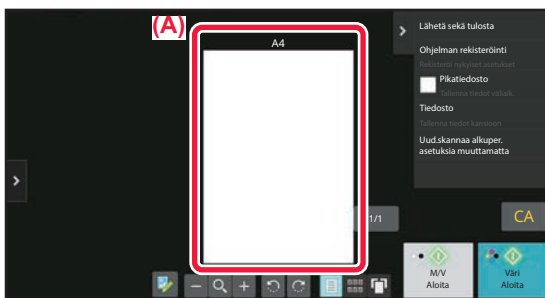 (A)
A4
Lähetä sekä tulosta
Ohjelman rekisteröinti
Rekisteröi nykyiset asetukset
Pikatiedosto
Tallenna tiedot väliaik.
Tiedosto
Tallenna tiedot kansioon
Uud.skannaa alkuper.
asetuksia muuttamatta
1/1
CA
M/V
Aloita
Väri
Aloita